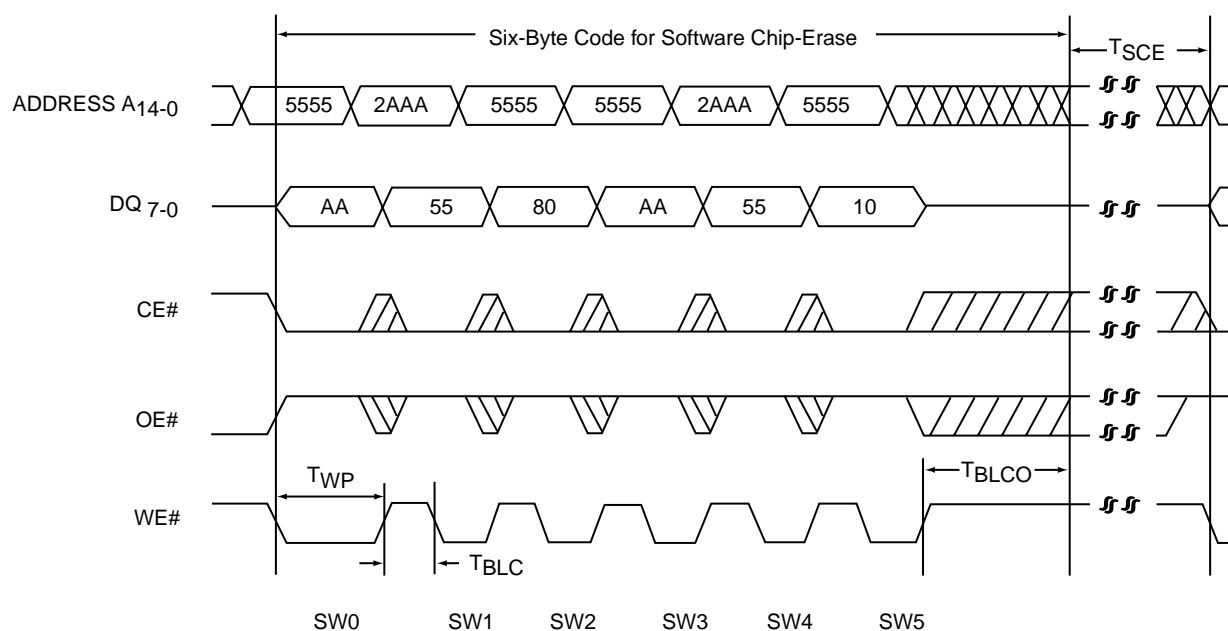 Six-Byte Code for Software Chip-Erase
TSCE
ADDRESS A14-0 5555 2AAA 5555 5555 2AAA 5555
DQ 7-0 AA 55 80 AA 55 10
CE#
OE#
TWP TBLCO
WE#
TBLC
SW0 SW1 SW2 SW3 SW4 SW5